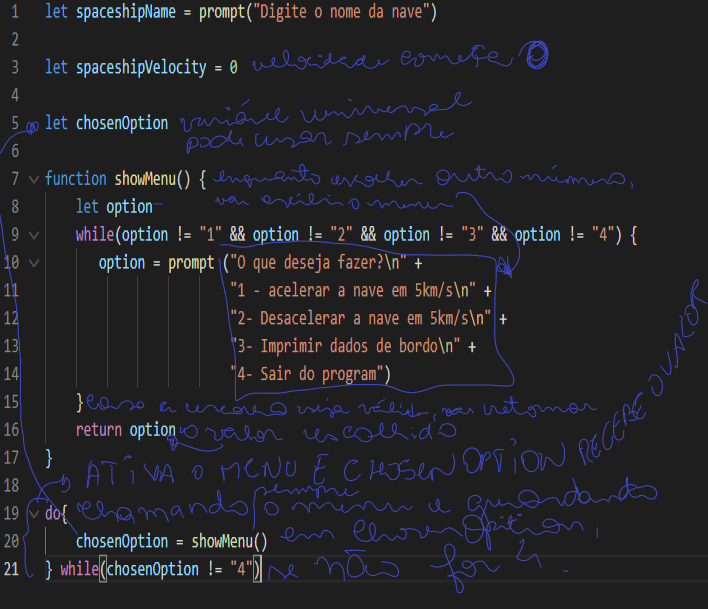 1 let spaceshipName = prompt("Digite o nome da nave")
2
3 let spaceshipVelocity = 0 velocidade começa 0
4
5 let chosenOption variável universal
pode usar sempre
6
7 function showMenu() { enquanto escolher outro número,
8 let option vai exibir o menu
9 while(option != "1" && option != "2" && option != "3" && option != "4") {
10 option = prompt ("O que deseja fazer?\n" +
11 "1 - acelerar a nave em 5km/s\n" +
12 "2- Desacelerar a nave em 5km/s\n" +
13 "3- Imprimir dados de bordo\n" +
14 "4- Sair do program")
15 } caso a escolha seja válida, vai retornar
16 return option o valor escolhido
17 }
18 ATIVA O MENU E CHOSEN OPTION RECEBE O VALOR
sempre
19 do{ chamando o menu e guardando
20 chosenOption = showMenu() em ChosenOption,
21 } while(chosenOption != "4") se NÃO for 4.